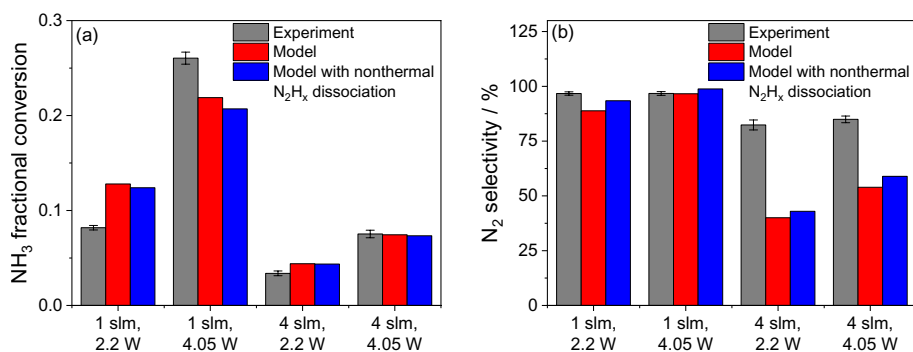 (a)
Experiment
Model
Model with nonthermal
N₂Hₓ dissociation
NH₃ fractional conversion
0.3
0.2
0.1
0.0
1 slm,
2.2 W
1 slm,
4.05 W
4 slm,
2.2 W
4 slm,
4.05 W
(b)
Experiment
Model
Model with nonthermal
N₂Hₓ dissociation
N₂ selectivity / %
125
100
75
50
25
0
1 slm,
2.2 W
1 slm,
4.05 W
4 slm,
2.2 W
4 slm,
4.05 W